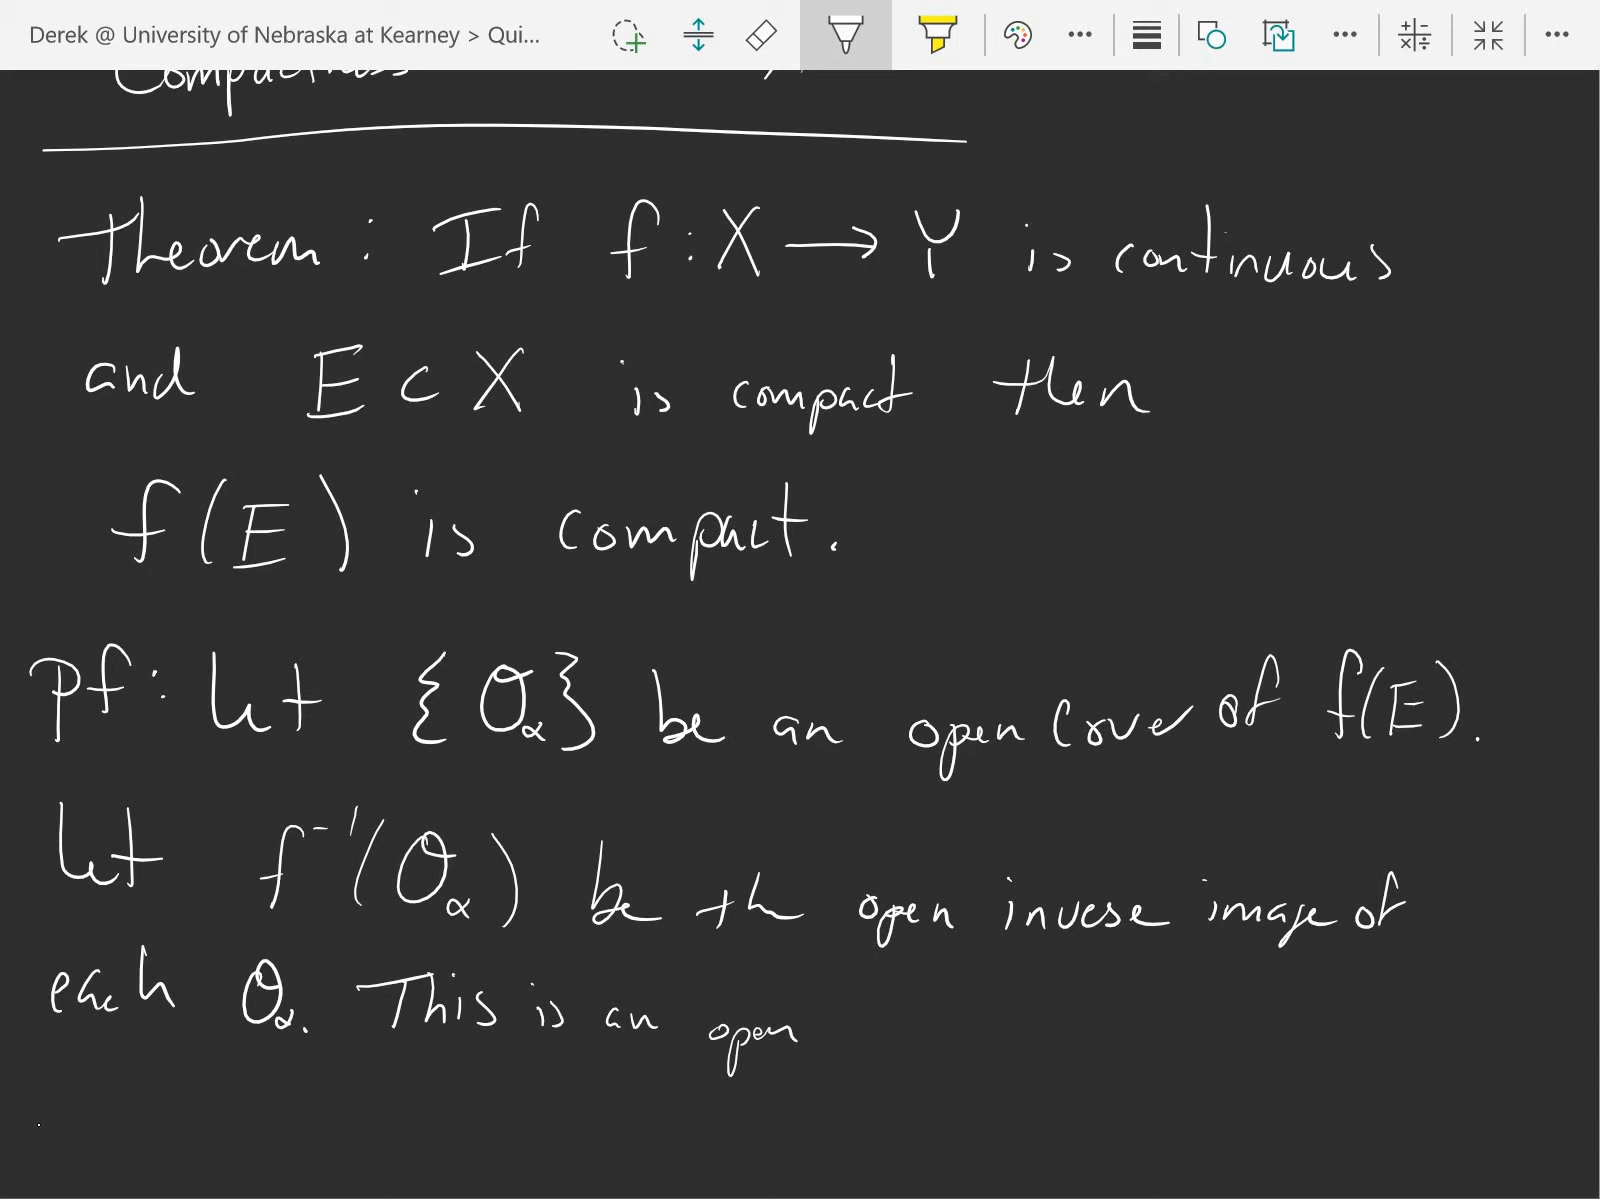 Derek @ University of Nebraska at Kearney > Qui...
Compactness
Theorem: If f: X → Y is continuous
and E ⊂ X is compact then
f(E) is compact.
Pf: Let {O_α} be an open cover of f(E).
Let f⁻¹(O_α) be the open inverse image of
each O_α. This is an open